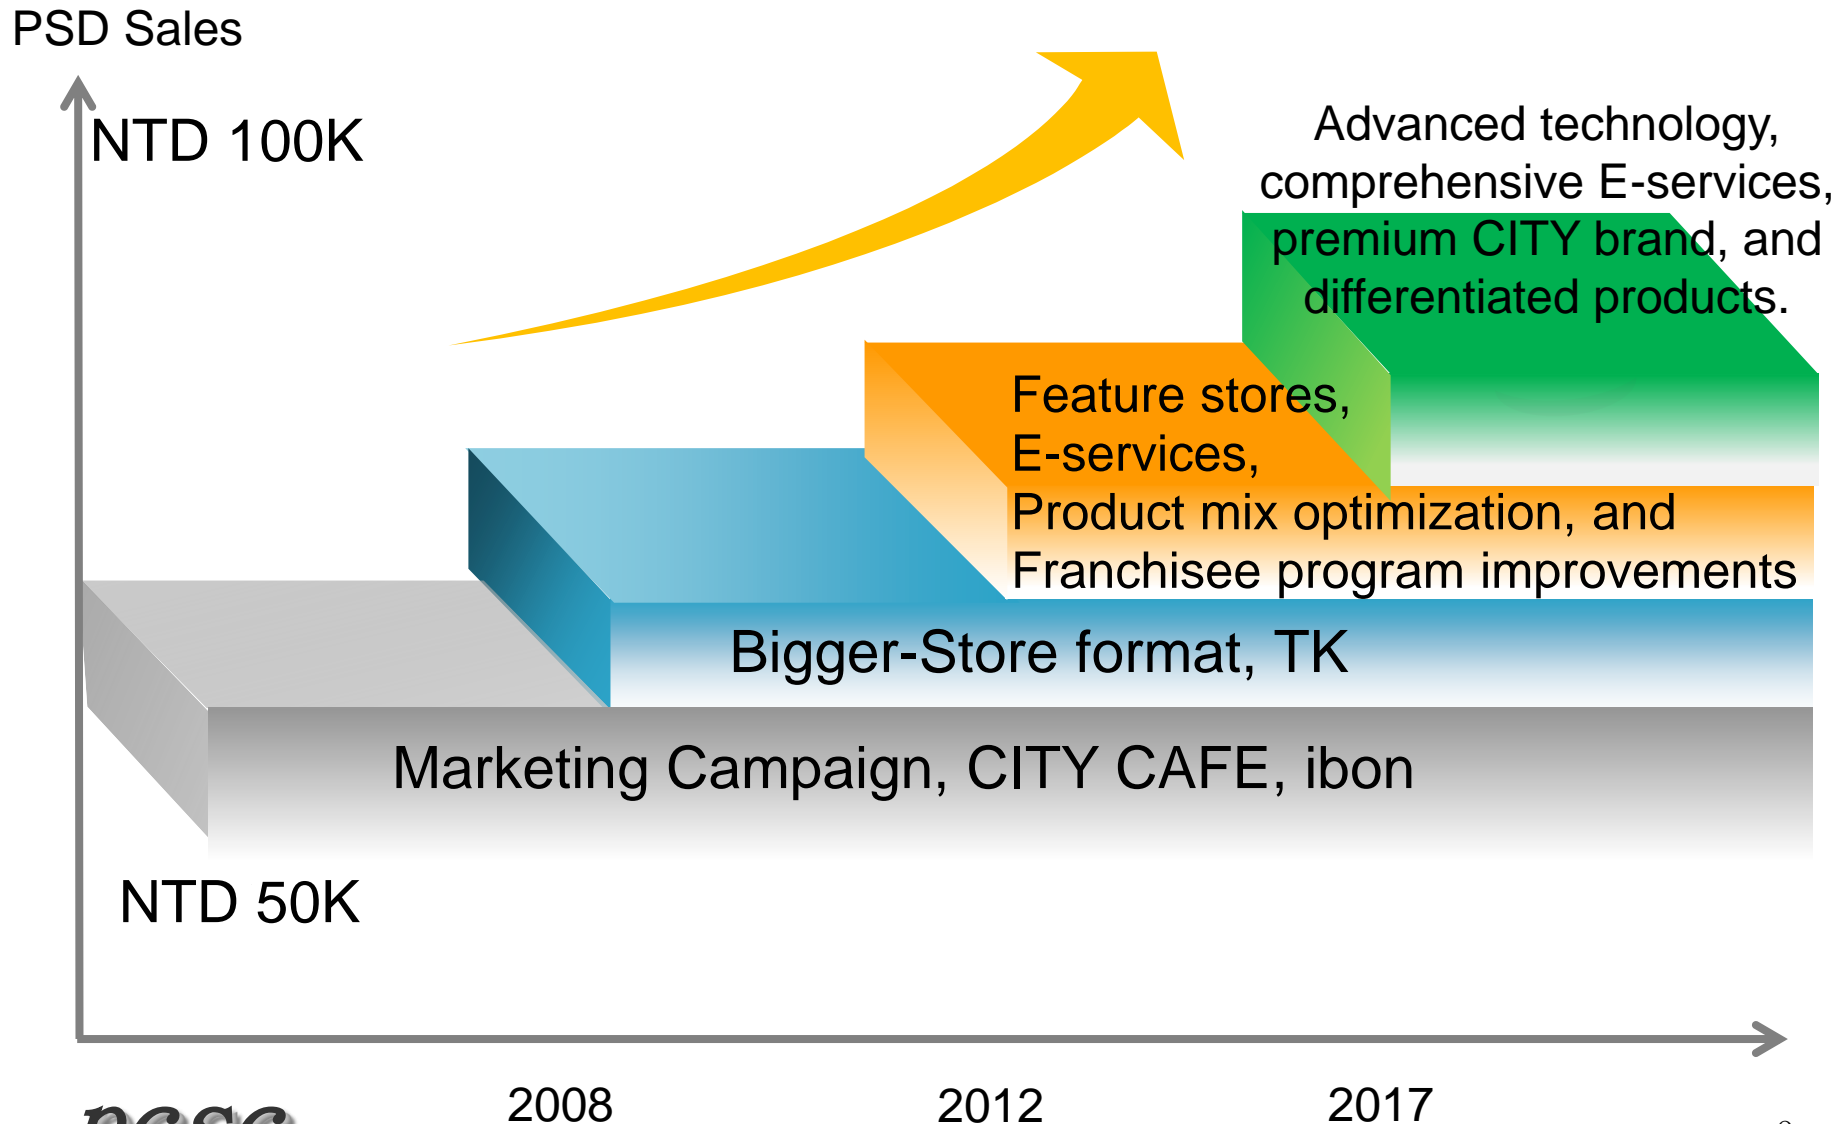 PSD Sales
NTD 100K
Advanced technology,
comprehensive E-services,
premium CITY brand, and
differentiated products.
Feature stores,
E-services,
Product mix optimization, and
Franchisee program improvements
Bigger-Store format, TK
Marketing Campaign, CITY CAFE, ibon
NTD 50K
2008
2012
2017
pcsc